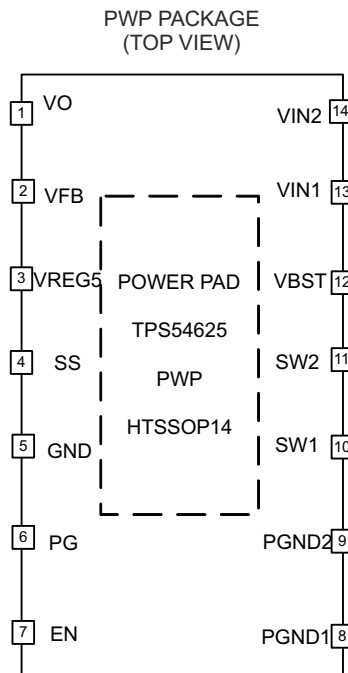 PWP PACKAGE
(TOP VIEW)
1 VO
VIN2 14
2 VFB
VIN1 13
3 VREG5
POWER PAD
VBST 12
TPS54625
4 SS
SW2 11
PWP
HTSSOP14
5 GND
SW1 10
6 PG
PGND2 9
7 EN
PGND1 8